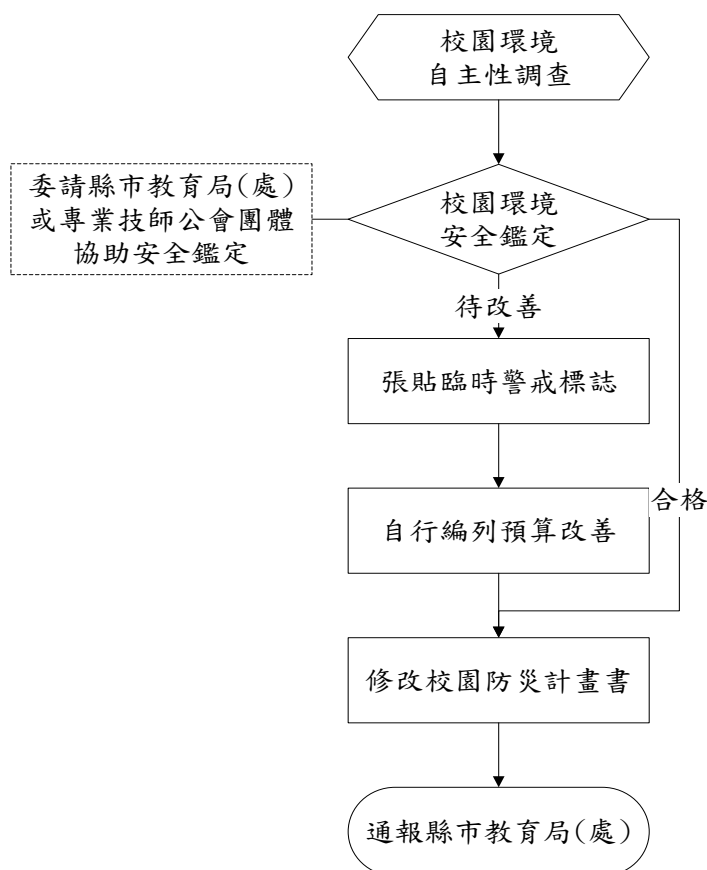 校園環境
自主性調查
委請縣市教育局(處)
或專業技師公會團體
協助安全鑑定
校園環境
安全鑑定
待改善
張貼臨時警戒標誌
自行編列預算改善
合格
修改校園防災計畫書
通報縣市教育局(處)